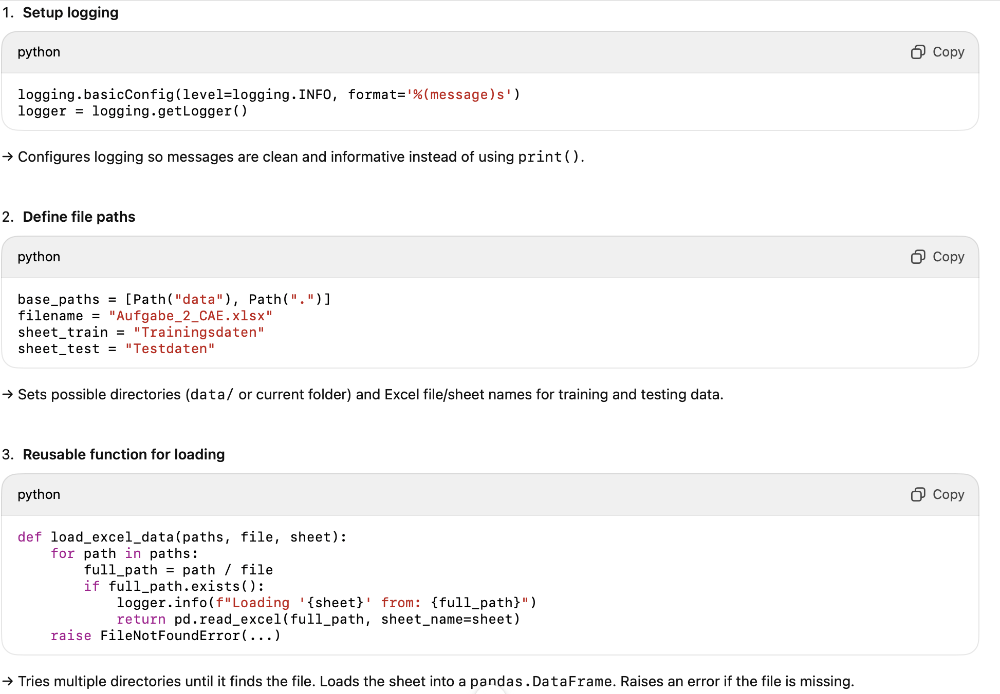 1. Setup logging
python
Copy
logging.basicConfig(level=logging.INFO, format='%(message)s')
logger = logging.getLogger()
→ Configures logging so messages are clean and informative instead of using print().
2. Define file paths
python
Copy
base_paths = [Path("data"), Path(".")]
filename = "Aufgabe_2_CAE.xlsx"
sheet_train = "Trainingsdaten"
sheet_test = "Testdaten"
→ Sets possible directories (data/ or current folder) and Excel file/sheet names for training and testing data.
3. Reusable function for loading
python
Copy
def load_excel_data(paths, file, sheet):
    for path in paths:
        full_path = path / file
        if full_path.exists():
            logger.info(f"Loading '{sheet}' from: {full_path}")
            return pd.read_excel(full_path, sheet_name=sheet)
    raise FileNotFoundError(...)
→ Tries multiple directories until it finds the file. Loads the sheet into a pandas.DataFrame. Raises an error if the file is missing.